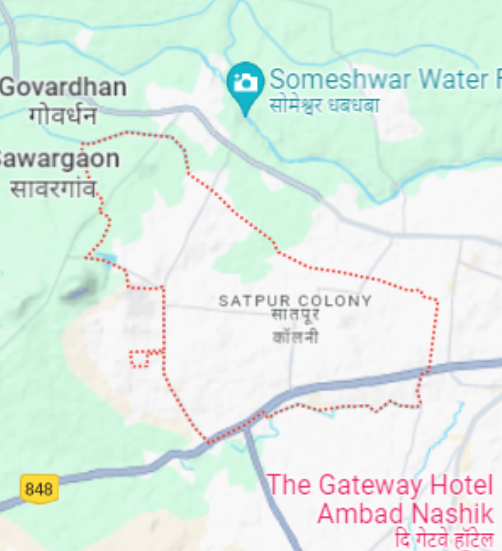 Govardhan
गोवर्धन
Someshwar Water F
सोमेश्वर धबधबा
Sawargaon
सावरगांव
SATPUR COLONY
सातपूर
कॉलनी
848
The Gateway Hotel
Ambad Nashik
दि गेटवे हॉटेल